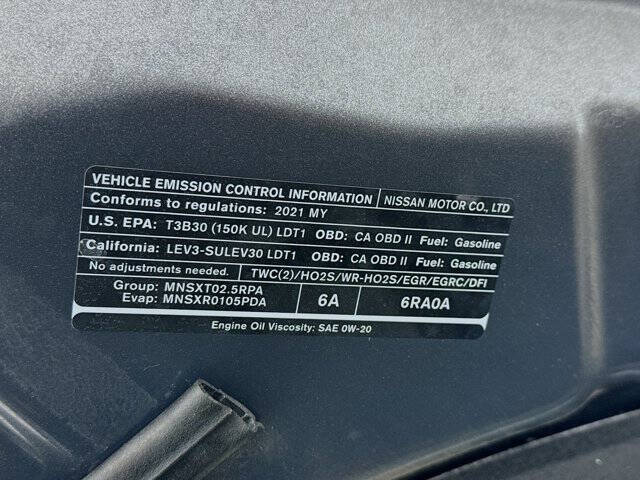 VEHICLE EMISSION CONTROL INFORMATION NISSAN MOTOR CO., LTD
Conforms to regulations: 2021 MY
U.S. EPA: T3B30 (150K UL) LDT1 OBD: CA OBD II Fuel: Gasoline
California: LEV3-SULEV30 LDT1 OBD: CA OBD II Fuel: Gasoline
No adjustments needed. TWC(2)/HO2S/WR-HO2S/EGR/EGRC/DFI
Group: MNSXT02.5RPA
Evap: MNSXR0105PDA
6A
6RA0A
Engine Oil Viscosity: SAE 0W-20